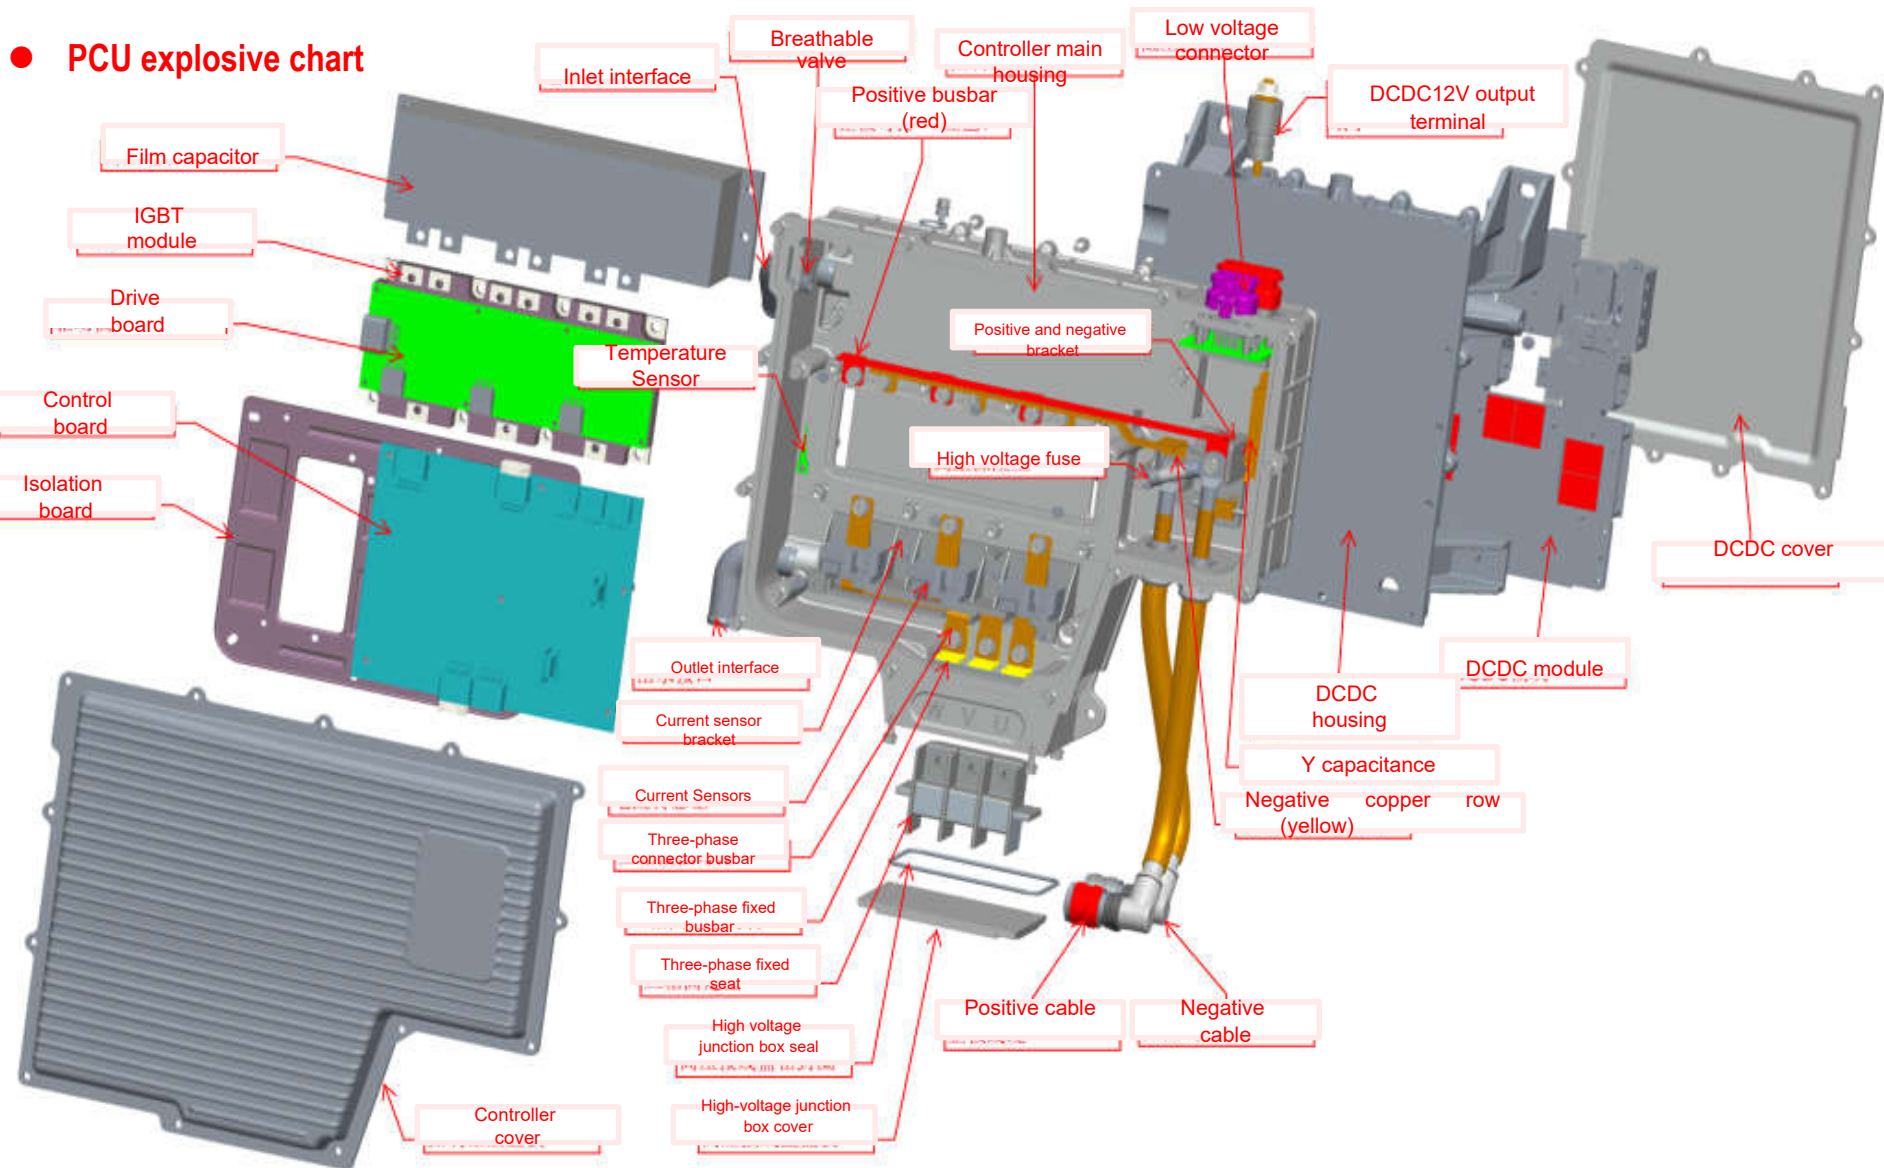 ● PCU explosive chart
Breathable
valve
Controller main
housing
Low voltage
connector
Inlet interface
Positive busbar
(red)
DCDC12V output
terminal
Film capacitor
IGBT
module
Drive
board
Positive and negative
bracket
Temperature
Sensor
Control
board
High voltage fuse
Isolation
board
DCDC cover
Outlet interface
DCDC module
DCDC
housing
Current sensor
bracket
Y capacitance
Current Sensors
Negative copper row
(yellow)
Three-phase
connector busbar
Three-phase fixed
busbar
Three-phase fixed
seat
Positive cable
Negative
cable
High voltage
junction box seal
High-voltage junction
box cover
Controller
cover
W V U